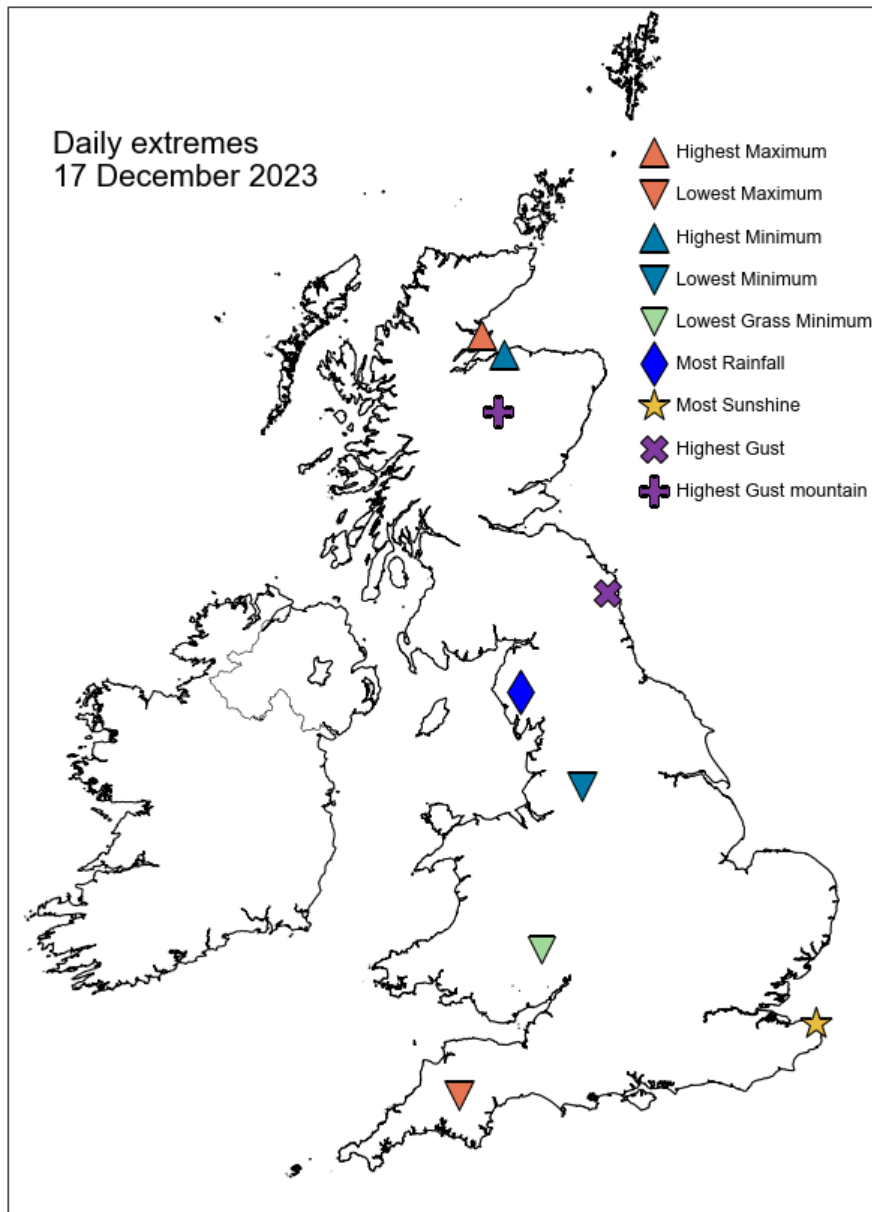 Daily extremes
17 December 2023
Highest Maximum
Lowest Maximum
Highest Minimum
Lowest Minimum
Lowest Grass Minimum
Most Rainfall
Most Sunshine
Highest Gust
Highest Gust mountain